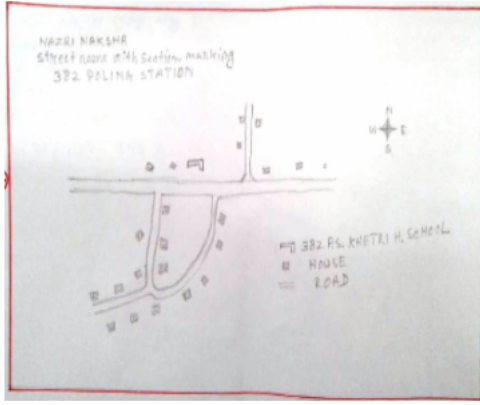 NAZRI NAKSHA
street name with section marking
382 POLING STATION
N
W E
S
382 P.S. KHETRI H. SCHOOL
HOUSE
ROAD